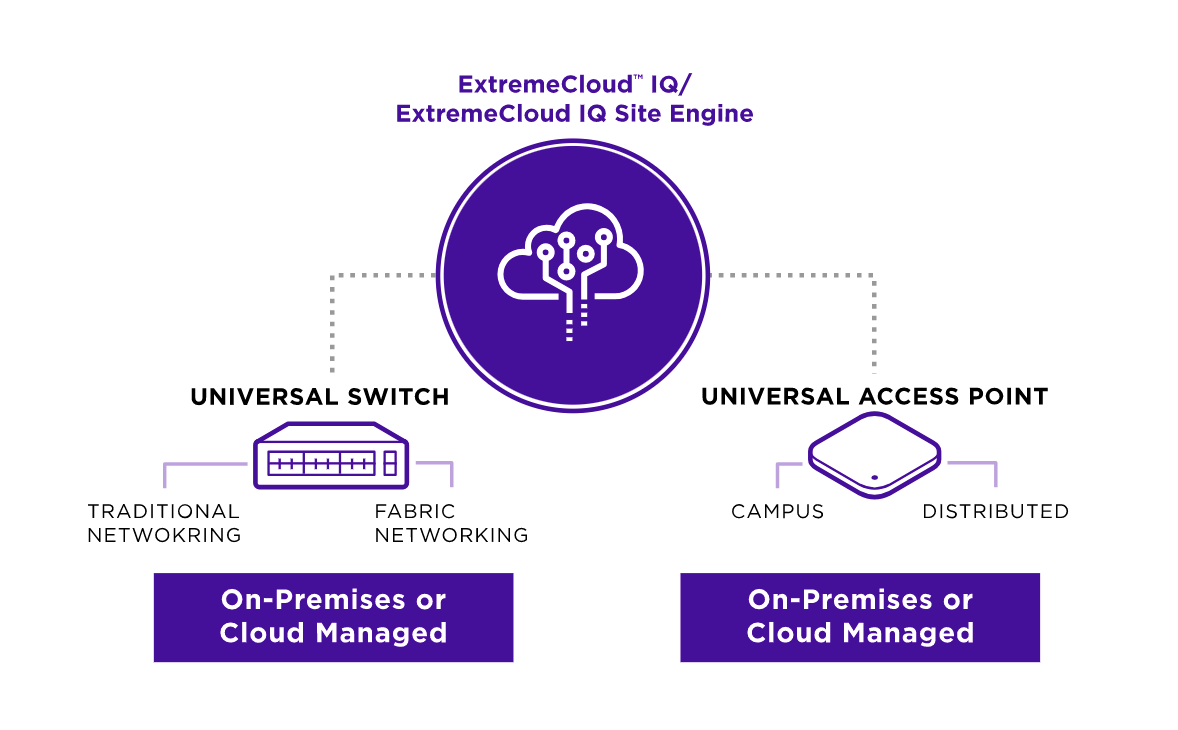 ExtremeCloud™ IQ/
ExtremeCloud IQ Site Engine
UNIVERSAL SWITCH
TRADITIONAL
NETWOKRING
FABRIC
NETWORKING
On-Premises or
Cloud Managed
UNIVERSAL ACCESS POINT
CAMPUS
DISTRIBUTED
On-Premises or
Cloud Managed